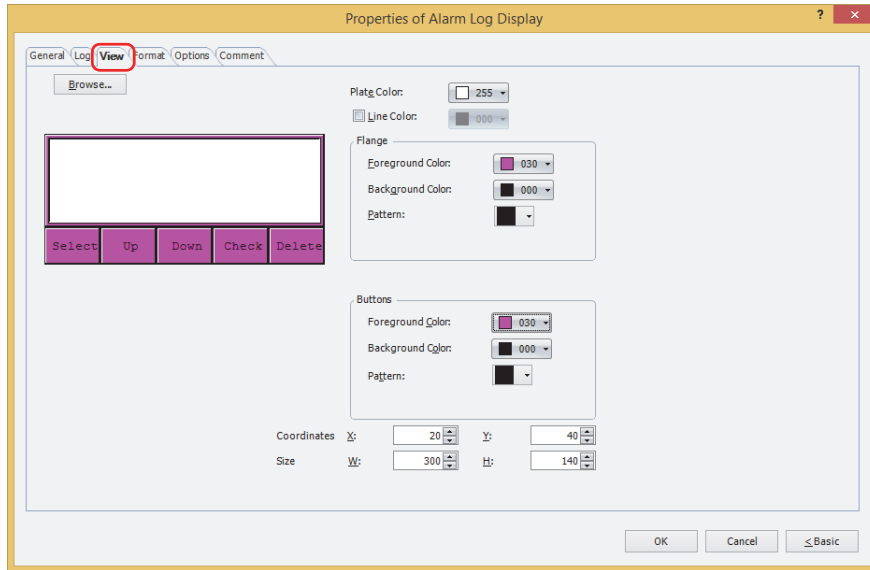 Properties of Alarm Log Display
? ×
General Log View Format Options Comment
Browse...
Plate Color: 255
Line Color: 000
Flange
Foreground Color: 030
Background Color: 000
Pattern:
Select Up Down Check Delete
Buttons
Foreground Color: 030
Background Color: 000
Pattern:
Coordinates X: 20 Y: 40
Size W: 300 H: 140
OK Cancel < Basic